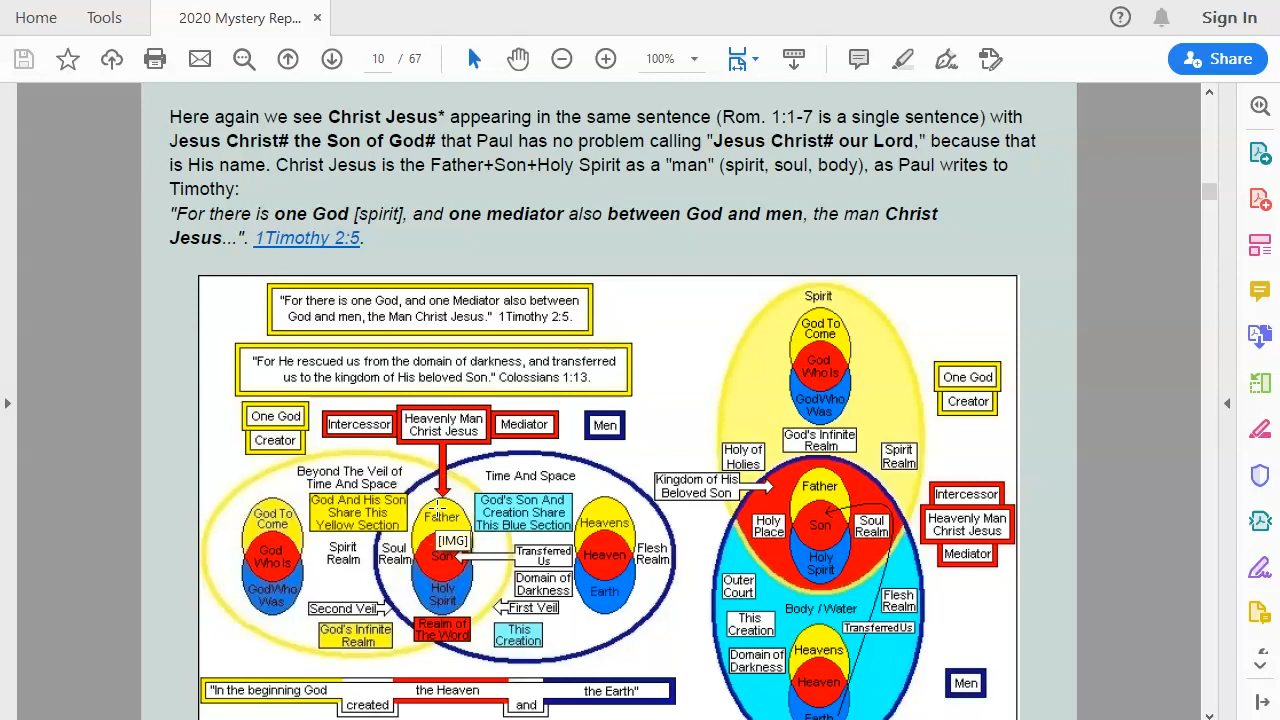 Home
Tools
2020 Mystery Rep...
×
?
Sign In
10 / 67
100%
Share
Here again we see Christ Jesus* appearing in the same sentence (Rom. 1:1-7 is a single sentence) with
Jesus Christ# the Son of God# that Paul has no problem calling "Jesus Christ# our Lord," because that
is His name. Christ Jesus is the Father+Son+Holy Spirit as a "man" (spirit, soul, body), as Paul writes to
Timothy:
"For there is one God [spirit], and one mediator also between God and men, the man Christ
Jesus...". 1Timothy 2:5.
"For there is one God, and one Mediator also between
God and men, the Man Christ Jesus." 1Timothy 2:5.
"For He rescued us from the domain of darkness, and transferred
us to the kingdom of His beloved Son." Colossians 1:13.
One God
Creator
Intercessor
Heavenly Man
Christ Jesus
Mediator
Men
Beyond The Veil of
Time And Space
Time And Space
God And His Son
Share This
Yellow Section
God's Son And
Creation Share
This Blue Section
God To
Come
God
Who Is
GodWho
Was
Spirit
Realm
Soul
Realm
Father
[IMG]
Son
Holy
Spirit
Transferred
Us
Domain of
Darkness
Heavens
Heaven
Earth
Flesh
Realm
Second Veil
First Veil
God's Infinite
Realm
Realm of
The Word
This
Creation
"In the beginning God
created
the Heaven
and
the Earth"
Spirit
God To
Come
God
Who Is
GodWho
Was
One God
Creator
God's Infinite
Realm
Holy of
Holies
Spirit
Realm
Kingdom of His
Beloved Son
Father
Son
Holy
Spirit
Holy
Place
Soul
Realm
Intercessor
Heavenly Man
Christ Jesus
Mediator
Outer
Court
Body / Water
Flesh
Realm
This
Creation
Transferred Us
Domain of
Darkness
Heavens
Heaven
Earth
Men